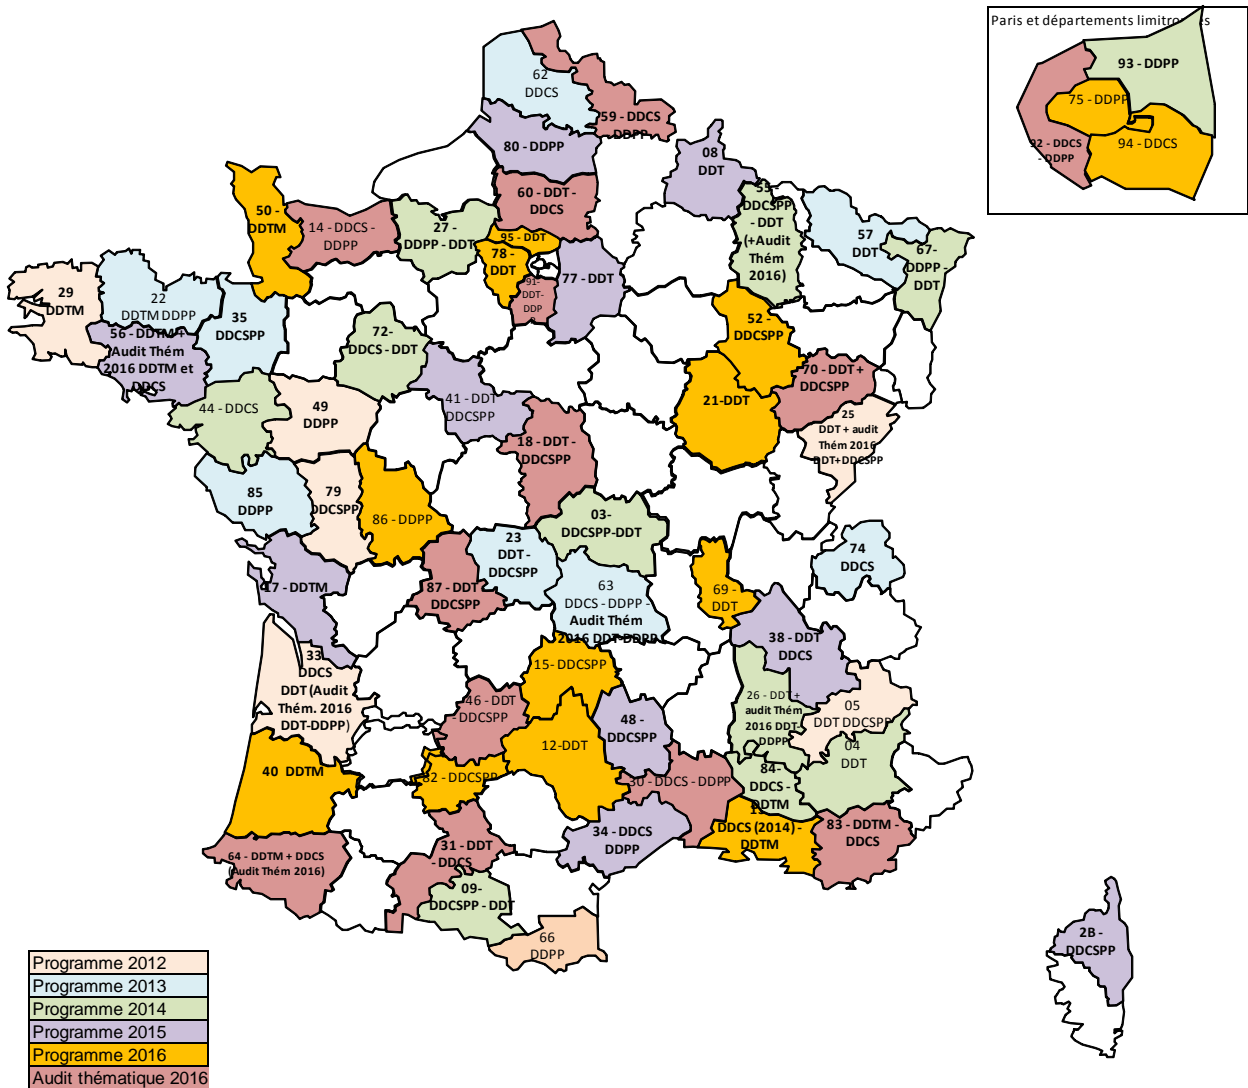 Paris et départements limitrophes
93 - DDPP
75 - DDPP
92 - DDCS
- DDPP
94 - DDCS
62
DDCS
59 - DDCS
DDPP
80 - DDPP
08
DDT
60 - DDT -
DDCS
55 -
DDCSPP
- DDT
(+Audit
Thém
2016)
57
DDT
67-
DDPP -
DDT
50 -
DDTM
14 - DDCS -
DDPP
27 -
DDPP - DDT
95 - DDT
78 -
DDT
91-
DDT-
DDP
77 - DDT
29
DDTM
22
DDTM DDPP
35
DDCSPP
56 - DDTM +
Audit Thém
2016 DDTM et
DDCS
72-
DDCS - DDT
52 -
DDCSPP
70 - DDT +
DDCSPP
21-DDT
25
DDT + audit
Thém 2016
DDT+DDCSPP
44 - DDCS
49
DDPP
41 - DDT
DDCSPP
18 - DDT -
DDCSPP
85
DDPP
79
DDCSPP
86 - DDPP
03-
DDCSPP-DDT
23
DDT -
DDCSPP
74
DDCS
17 - DDTM
87 - DDT
DDCSPP
63
DDCS - DDPP -
Audit Thém
2016 DDT-DDPP
69 -
DDT
38 - DDT
DDCS
33
DDCS
DDT (Audit
Thém. 2016
DDT-DDPP)
15- DDCSPP
46 - DDT
- DDCSPP
48 -
DDCSPP
26 - DDT +
audit Thém
2016 DDT-
DDPP
05
DDT DDCSPP
04
DDT
12-DDT
40 DDTM
82 - DDCSPP
30 - DDCS - DDPP
84-
DDCS -
DDTM
DDCS (2014) -
DDTM
83 - DDTM -
DDCS
34 - DDCS
DDPP
31 - DDT
- DDCS
64 - DDTM + DDCS
(Audit Thém 2016)
09-
DDCSPP - DDT
66
DDPP
2B -
DDCSPP
Programme 2012
Programme 2013
Programme 2014
Programme 2015
Programme 2016
Audit thématique 2016